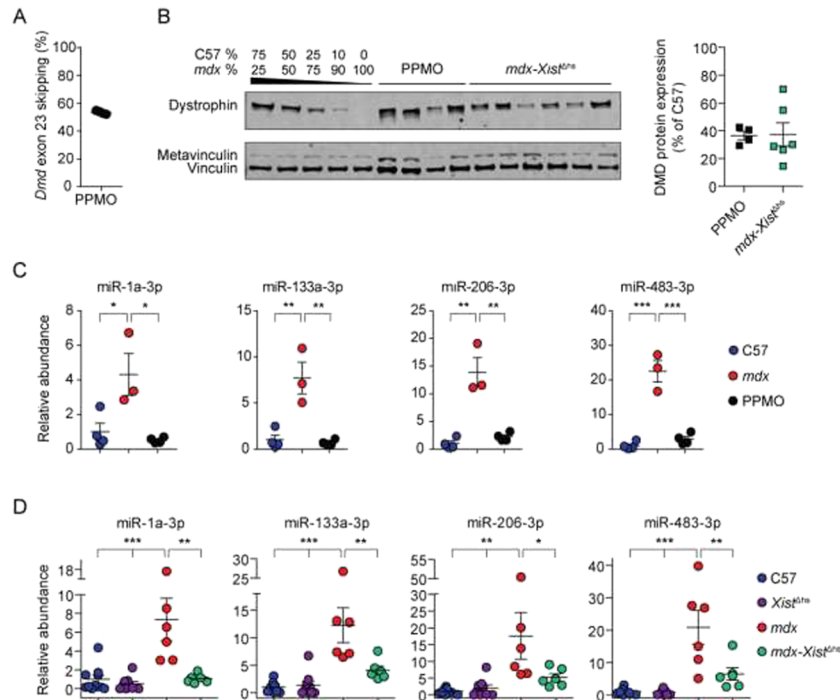 A
Dmd exon 23 skipping (%)
100
80
60
40
20
0
PPMO
B
C57 % 75 50 25 10 0
mdx % 25 50 75 90 100 PPMO mdx-XistΔhs
Dystrophin
Metavinculin
Vinculin
DMD protein expression
(% of C57)
100
80
60
40
20
0
PPMO
mdx-XistΔhs
C
miR-1a-3p miR-133a-3p miR-206-3p miR-483-3p
* * ** ** ** ** *** ***
Relative abundance
8
6
4
2
0
15
10
5
0
25
20
15
10
5
0
40
30
20
10
0
C57
mdx
PPMO
D
miR-1a-3p miR-133a-3p miR-206-3p miR-483-3p
*** ** *** ** ** * *** **
Relative abundance
18
10
8
6
4
2
0
30
25
15
10
5
0
55
50
30
25
20
15
10
5
0
40
30
20
10
0
C57
XistΔhs
mdx
mdx-XistΔhs